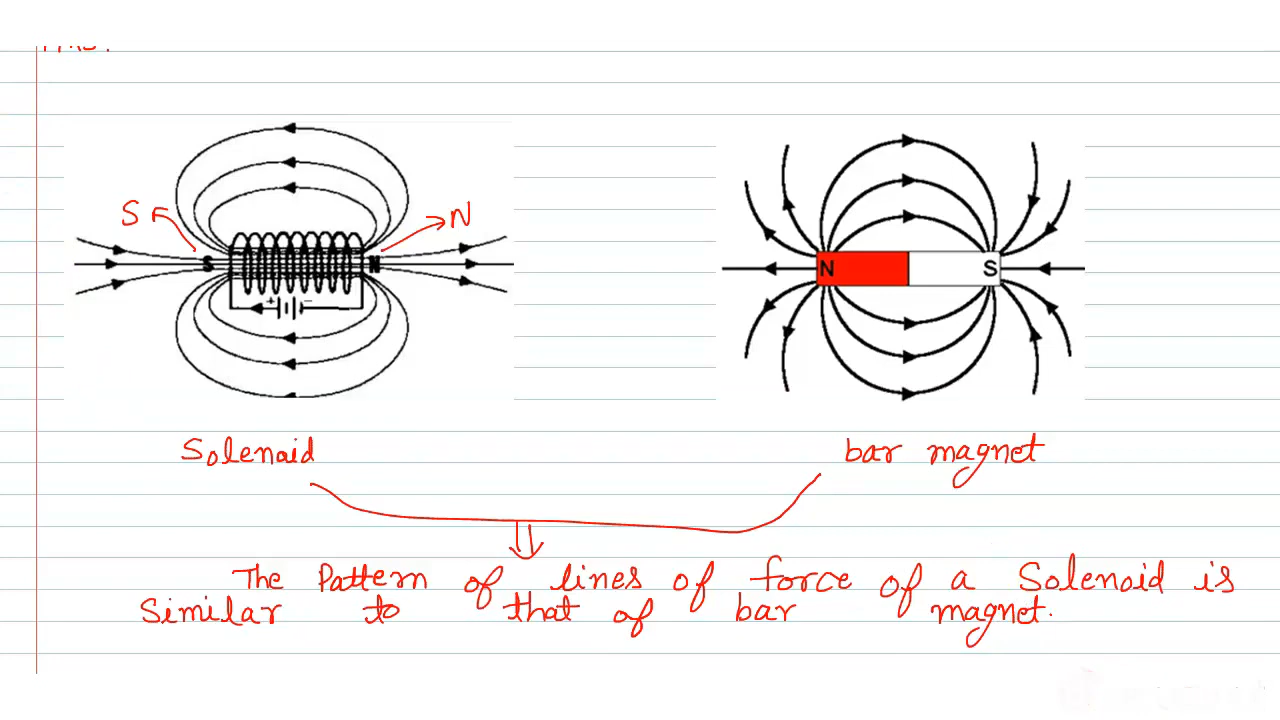 S
N
S
N
+ −
N
S
Solenoid
bar magnet
The Pattern of lines of force of a Solenoid is
Similar to that of bar magnet.